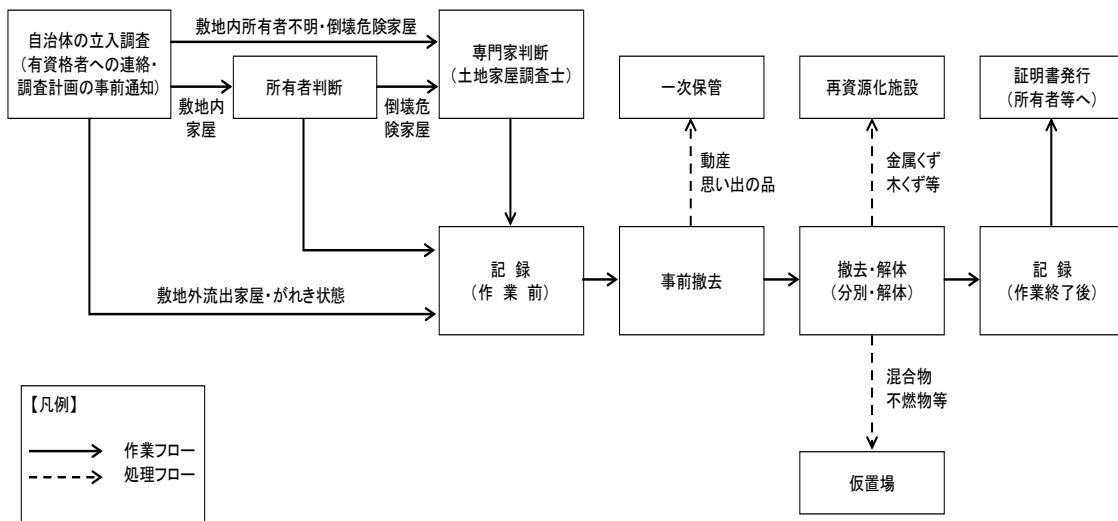 自治体の立入調査
(有資格者への連絡・
調査計画の事前通知)
敷地内所有者不明・倒壊危険家屋
敷地内
家屋
所有者判断
倒壊危
険家屋
専門家判断
(土地家屋調査士)
一次保管
再資源化施設
証明書発行
(所有者等へ)
動産
思い出の品
金属くず
木くず等
敷地外流出家屋・がれき状態
記 録
(作 業 前)
事前撤去
撤去・解体
(分別・解体)
記 録
(作業終了後)
混合物
不燃物等
仮置場
【凡例】
作業フロー
処理フロー